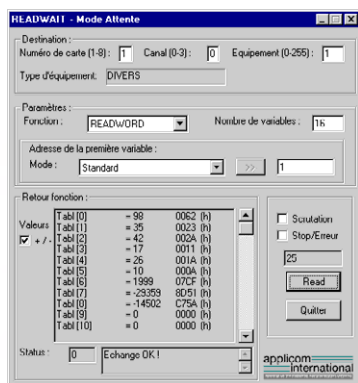 READWAIT - Mode Attente
Destination :
Numéro de carte (1-8) : 1 Canal (0-3) : 0 Equipement (0-255) : 1
Type d'équipement: DIVERS
Paramètres :
Fonction : READWORD Nombre de variables : 16
Adresse de la première variable :
Mode : Standard >> 1
Retour fonction :
Valeurs
+ / -
Tabl[0] = 98 0062 (h)
Tabl[1] = 35 0023 (h)
Tabl[2] = 42 002A (h)
Tabl[3] = 17 0011 (h)
Tabl[4] = 26 001A (h)
Tabl[5] = 10 000A (h)
Tabl[6] = 1999 07CF (h)
Tabl[7] = -29359 8D51 (h)
Tabl[8] = -14502 C75A (h)
Tabl[9] = 0 0000 (h)
Tabl[10] = 0 0000 (h)
Status : 0 Echange OK !
Scrutation
Stop/Erreur
25
Read
Quitter
applicom
international